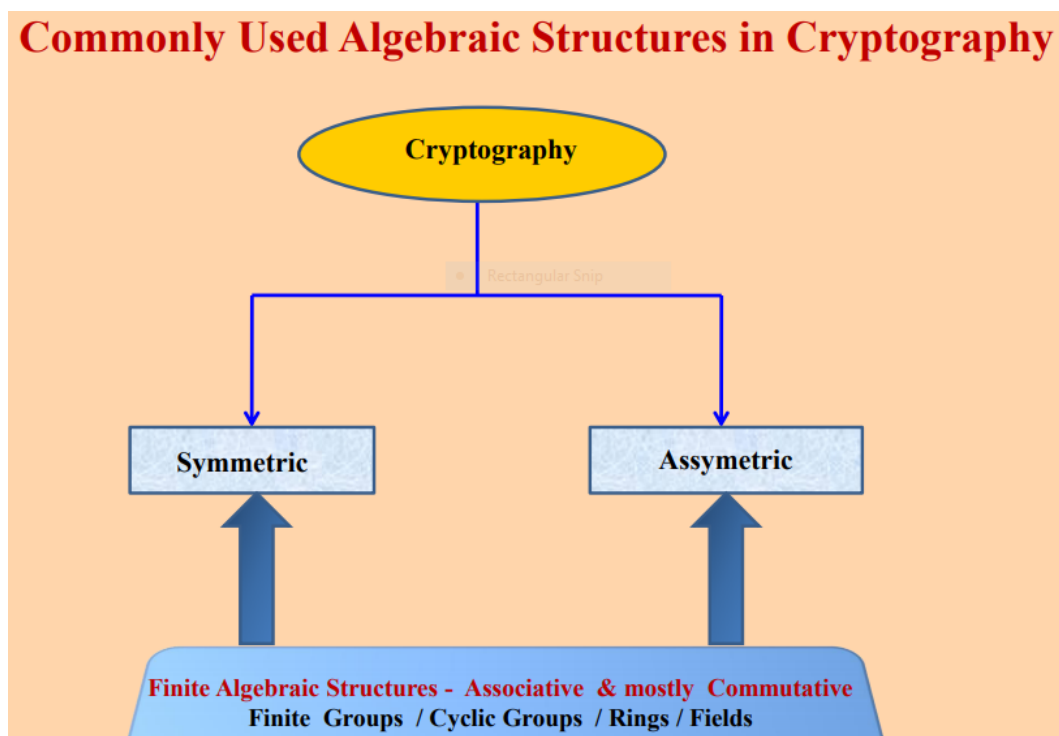 Commonly Used Algebraic Structures in Cryptography
Cryptography
Rectangular Snip
Symmetric
Assymetric
Finite Algebraic Structures - Associative & mostly Commutative
Finite Groups / Cyclic Groups / Rings / Fields